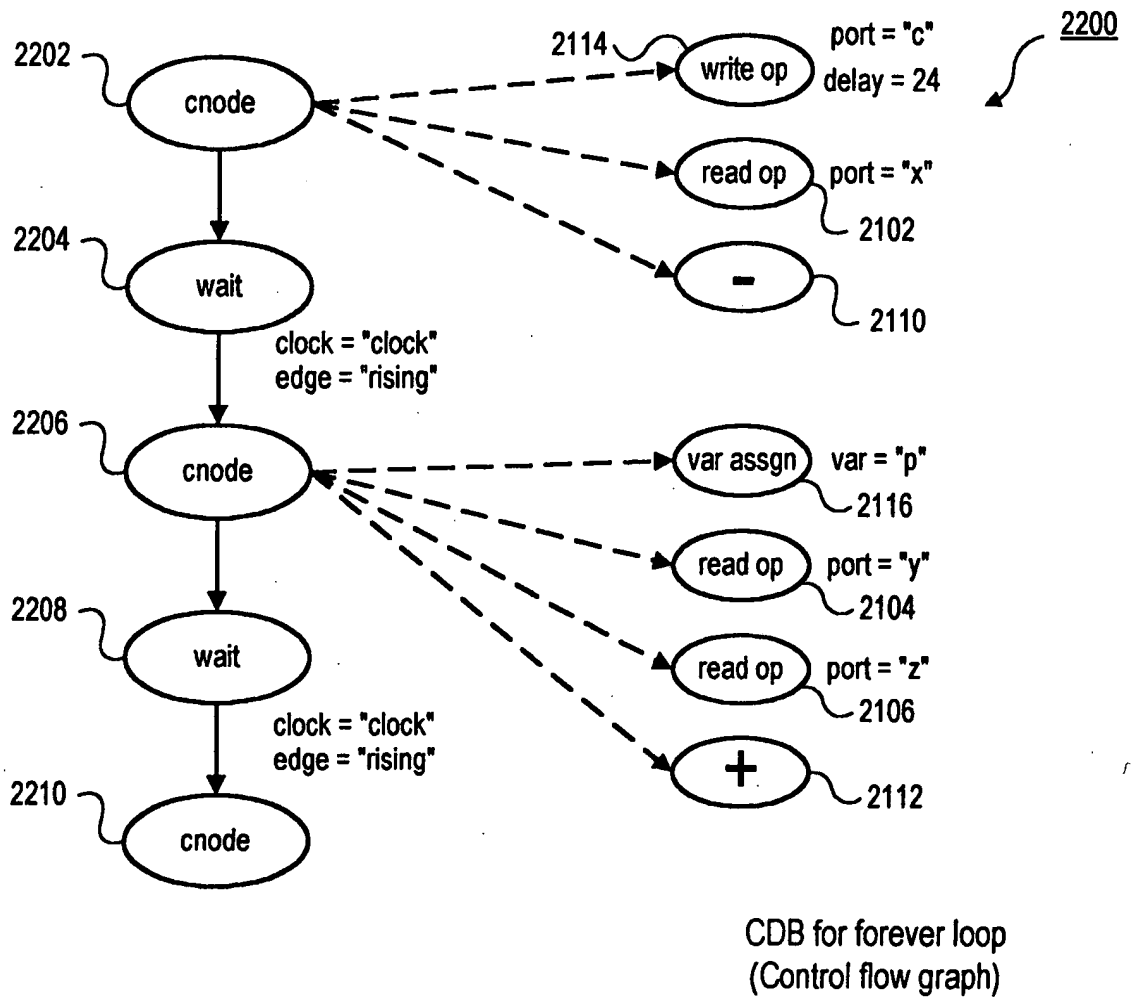 2200
2202
cnode
2114
write op
port = "c"
delay = 24
read op
port = "x"
2102
2204
wait
-
2110
clock = "clock"
edge = "rising"
2206
cnode
var assgn
var = "p"
2116
read op
port = "y"
2104
2208
wait
read op
port = "z"
2106
clock = "clock"
edge = "rising"
+
2112
2210
cnode
CDB for forever loop
(Control flow graph)